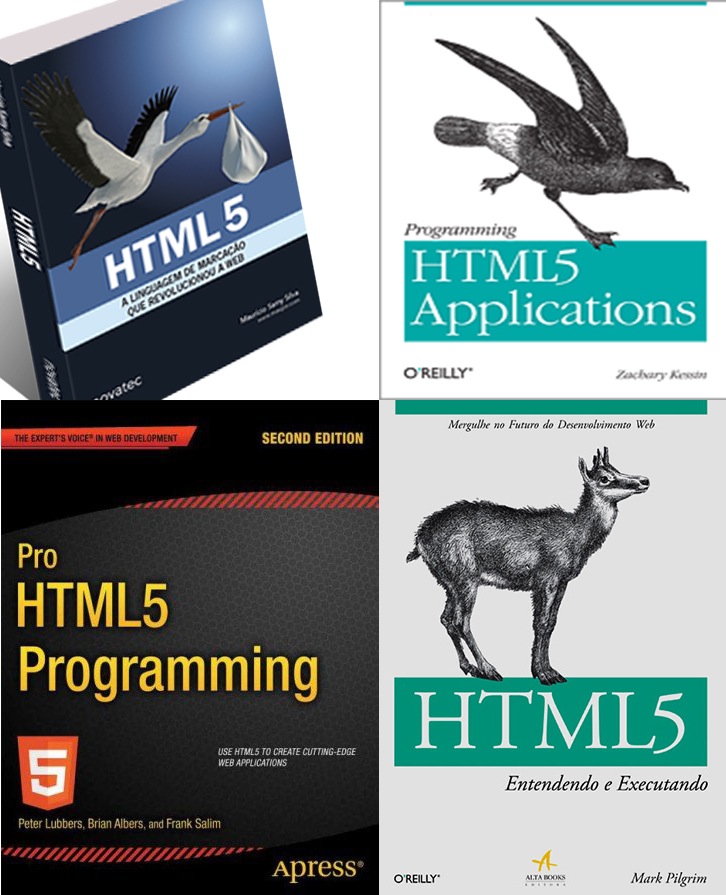 HTML5
HTML 5
A LINGUAGEM DE MARCAÇÃO
QUE REVOLUCIONOU A WEB
Maurício Samy Silva
ovatec
Programming
HTML5
Applications
O'REILLY®
Zachary Kessin
THE EXPERT'S VOICE® IN WEB DEVELOPMENT
SECOND EDITION
Pro
HTML5
Programming
5
USE HTML5 TO CREATE CUTTING-EDGE
WEB APPLICATIONS
Peter Lubbers, Brian Albers, and Frank Salim
Apress®
Mergulhe no Futuro do Desenvolvimento Web
HTML5
Entendendo e Executando
O'REILLY®
ALTA BOOKS
EDITORA
Mark Pilgrim